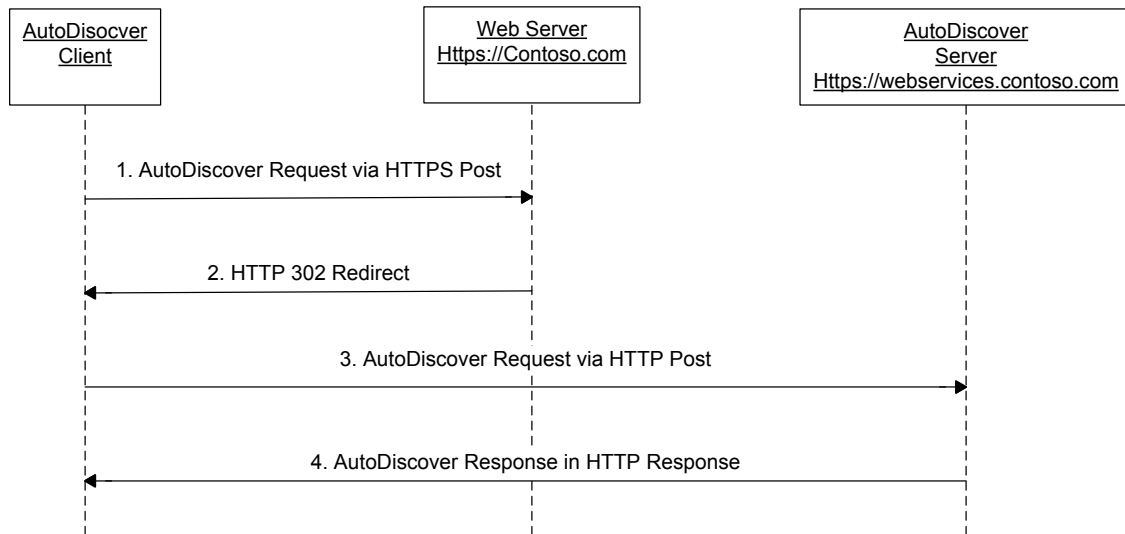 AutoDisocver
Client
Web Server
Https://Contoso.com
AutoDiscover
Server
Https://webservices.contoso.com
1. AutoDiscover Request via HTTPS Post
2. HTTP 302 Redirect
3. AutoDiscover Request via HTTP Post
4. AutoDiscover Response in HTTP Response